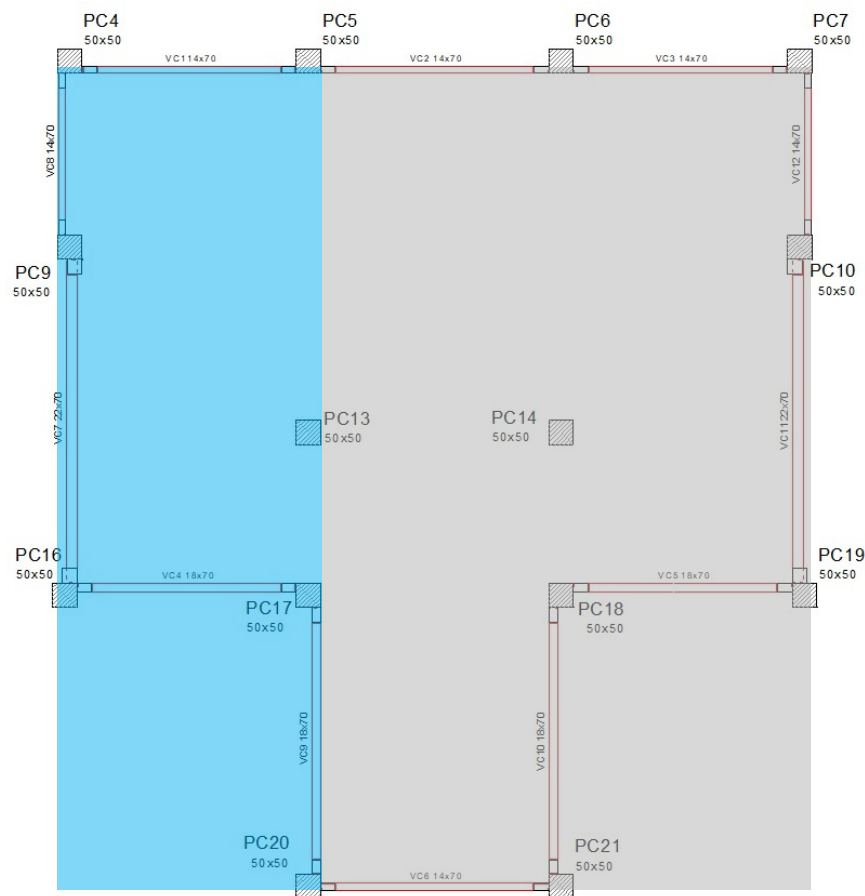 PC4
50x50
PC5
50x50
PC6
50x50
PC7
50x50
VC1 14x70
VC2 14x70
VC3 14x70
VC8 14x70
VC12 14x70
PC9
50x50
PC10
50x50
VC7 22x70
PC13
50x50
PC14
50x50
VC11 22x70
PC16
50x50
VC4 18x70
PC17
50x50
VC5 18x70
PC18
50x50
PC19
50x50
VC9 18x70
VC10 18x70
PC20
50x50
VC6 14x70
PC21
50x50